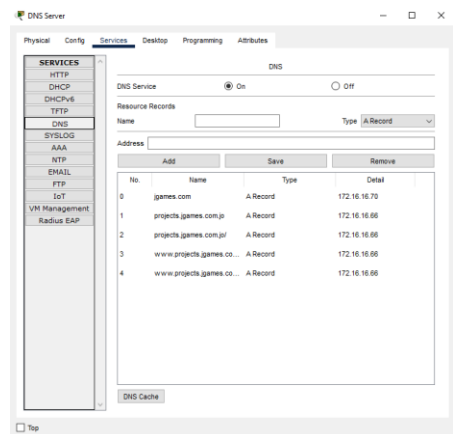 DNS Server
Physical Config Services Desktop Programming Attributes
SERVICES
HTTP
DHCP
DHCPv6
TFTP
DNS
SYSLOG
AAA
NTP
EMAIL
FTP
IoT
VM Management
Radius EAP
DNS
DNS Service On Off
Resource Records
Name Type A Record
Address
Add Save Remove
No. Name Type Detail
0 jgames.com A Record 172.16.16.70
1 projects.jgames.com.jo A Record 172.16.16.66
2 projects.jgames.com.jo/ A Record 172.16.16.66
3 www.projects.jgames.co... A Record 172.16.16.66
4 www.projects.jgames.co... A Record 172.16.16.66
DNS Cache
Top